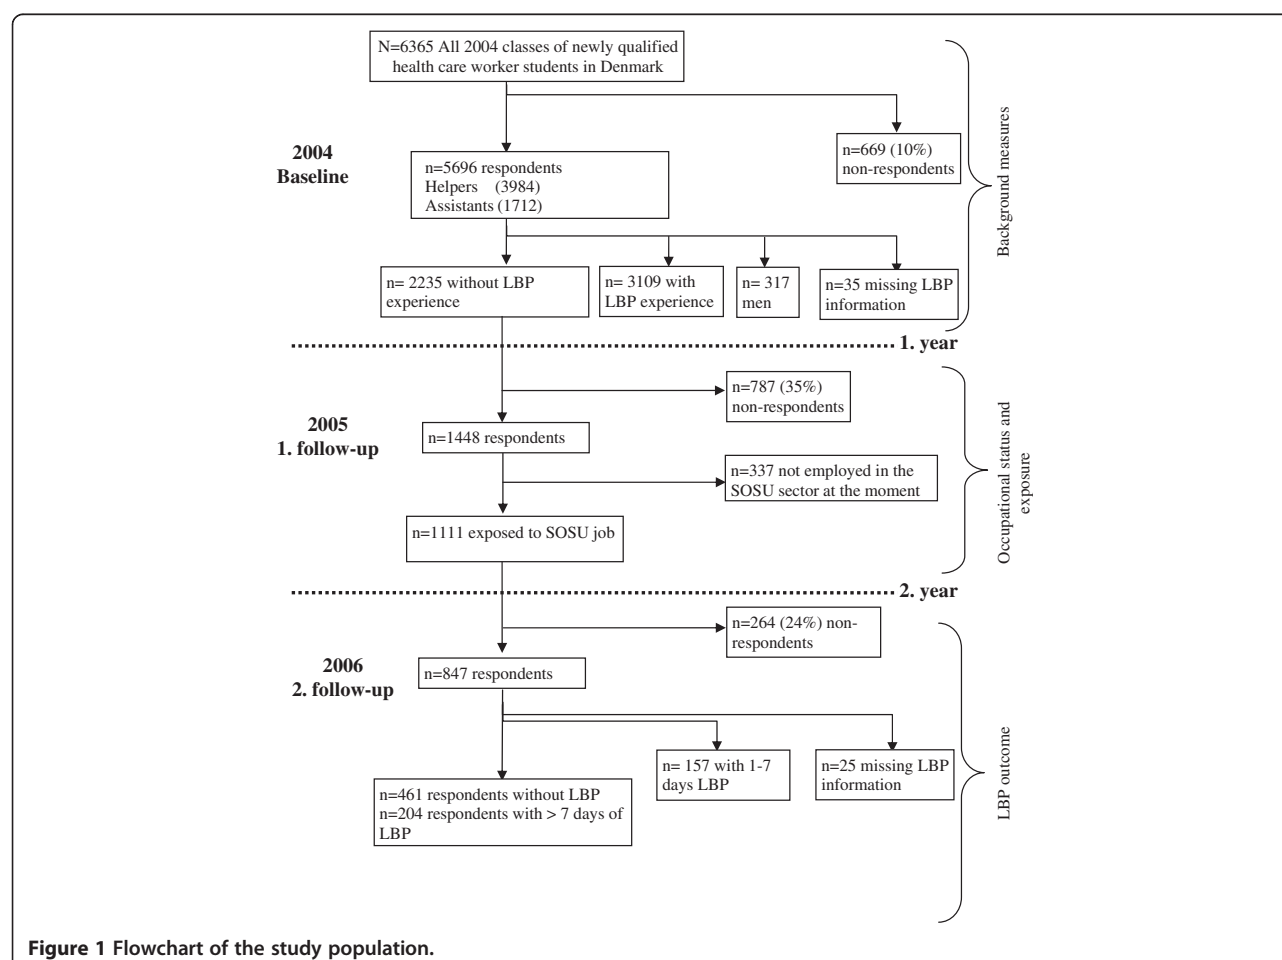 N=6365 All 2004 classes of newly qualified
health care worker students in Denmark
n=669 (10%)
non-respondents
2004
Baseline
n=5696 respondents
Helpers (3984)
Assistants (1712)
Background measures
n= 2235 without LBP
experience
n= 3109 with
LBP experience
n= 317
men
n=35 missing LBP
information
1. year
n=787 (35%)
non-respondents
2005
1. follow-up
n=1448 respondents
n=337 not employed in the
SOSU sector at the moment
n=1111 exposed to SOSU job
Occupational status and
exposure
2. year
n=264 (24%) non-
respondents
2006
2. follow-up
n=847 respondents
n= 157 with 1-7
days LBP
n=25 missing LBP
information
n=461 respondents without LBP
n=204 respondents with > 7 days of
LBP
LBP outcome
Figure 1 Flowchart of the study population.